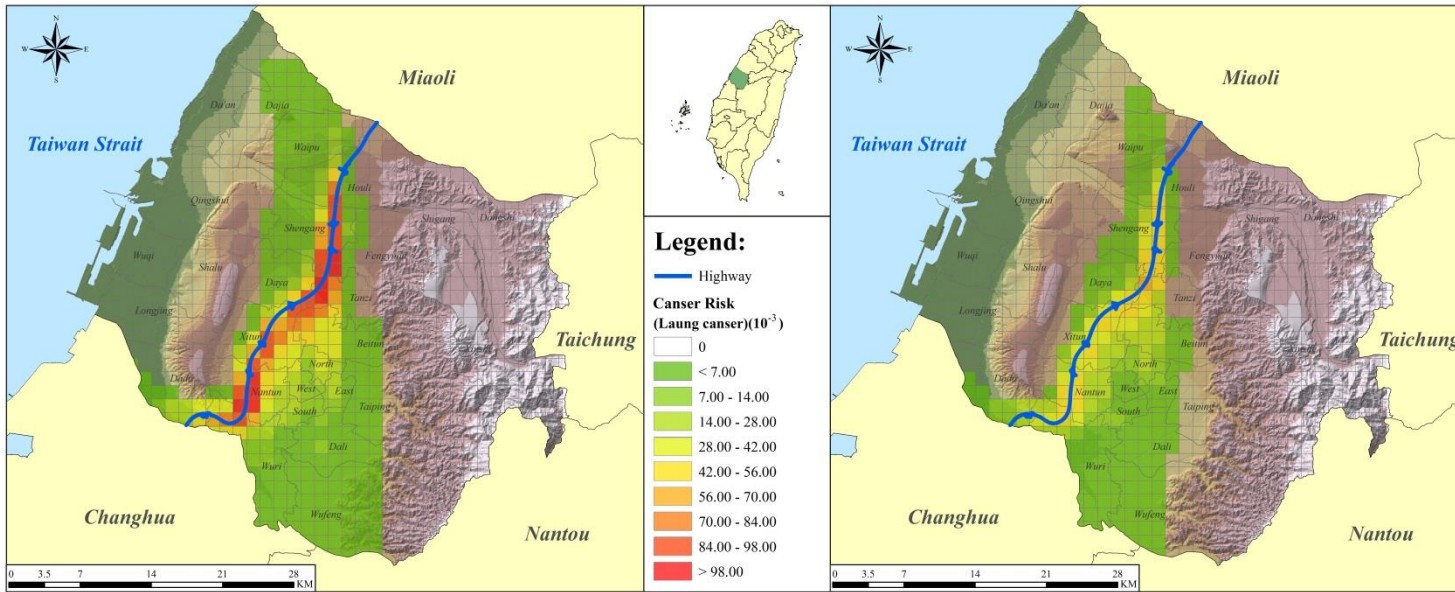 N
W
E
S
Miaoli
Taiwan Strait
Da'an
Dajia
Waipu
Houli
Qingshui
Shengang
Shigang
Dongshi
Wuqi
Shalu
Fengyuan
Daya
Tanzi
Longjing
Xitun
Beitun
North
Dadu
Nantun
West
East
South
Taiping
Dali
Wuri
Wufeng
Taichung
Changhua
Nantou
0 3.5 7 14 21 28
KM
Legend:
Highway
Canser Risk
(Laung canser)(10-3)
0
< 7.00
7.00 - 14.00
14.00 - 28.00
28.00 - 42.00
42.00 - 56.00
56.00 - 70.00
70.00 - 84.00
84.00 - 98.00
> 98.00
N
W
E
S
Miaoli
Taiwan Strait
Da'an
Dajia
Waipu
Houli
Qingshui
Shengang
Shigang
Dongshi
Wuqi
Shalu
Fengyuan
Daya
Tanzi
Longjing
Xitun
Beitun
North
Dadu
Nantun
West
East
South
Taiping
Dali
Wuri
Wufeng
Taichung
Changhua
Nantou
0 3.5 7 14 21 28
KM